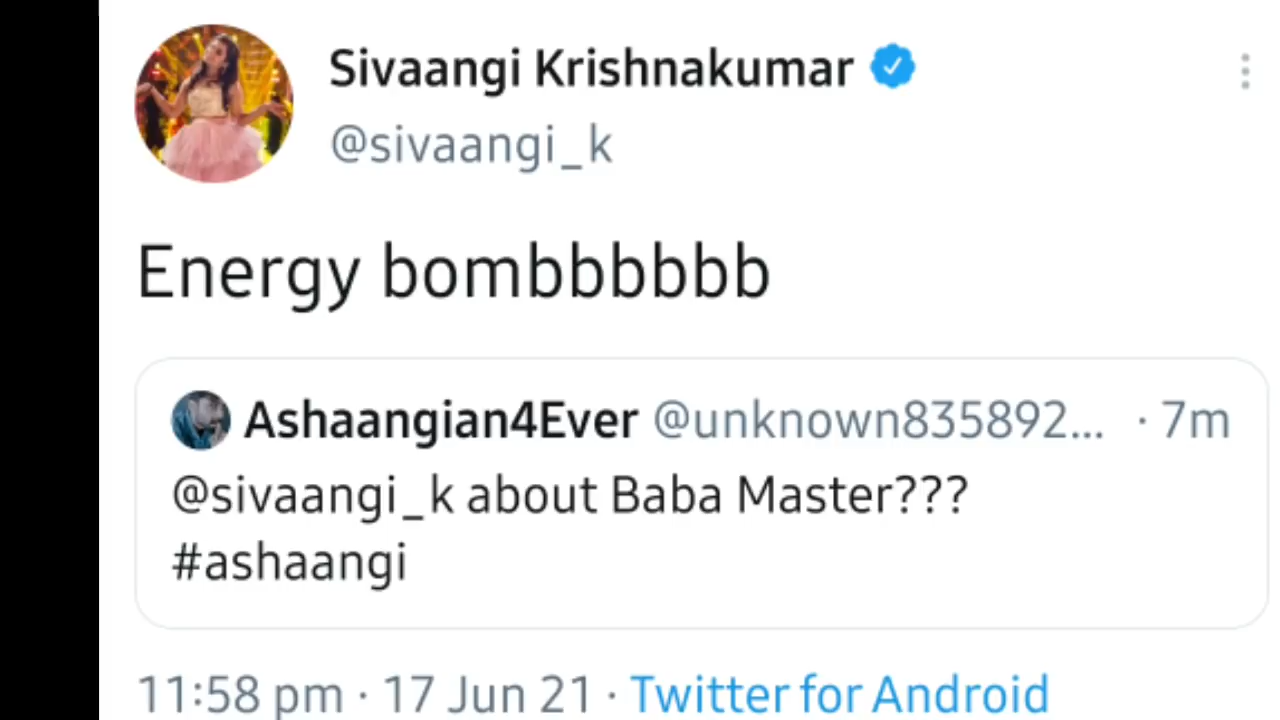 Sivaangi Krishnakumar
@sivaangi_k
Energy bombbbbbb
Ashaangian4Ever @unknown835892... · 7m
@sivaangi_k about Baba Master???
#ashaangi
11:58 pm · 17 Jun 21 · Twitter for Android